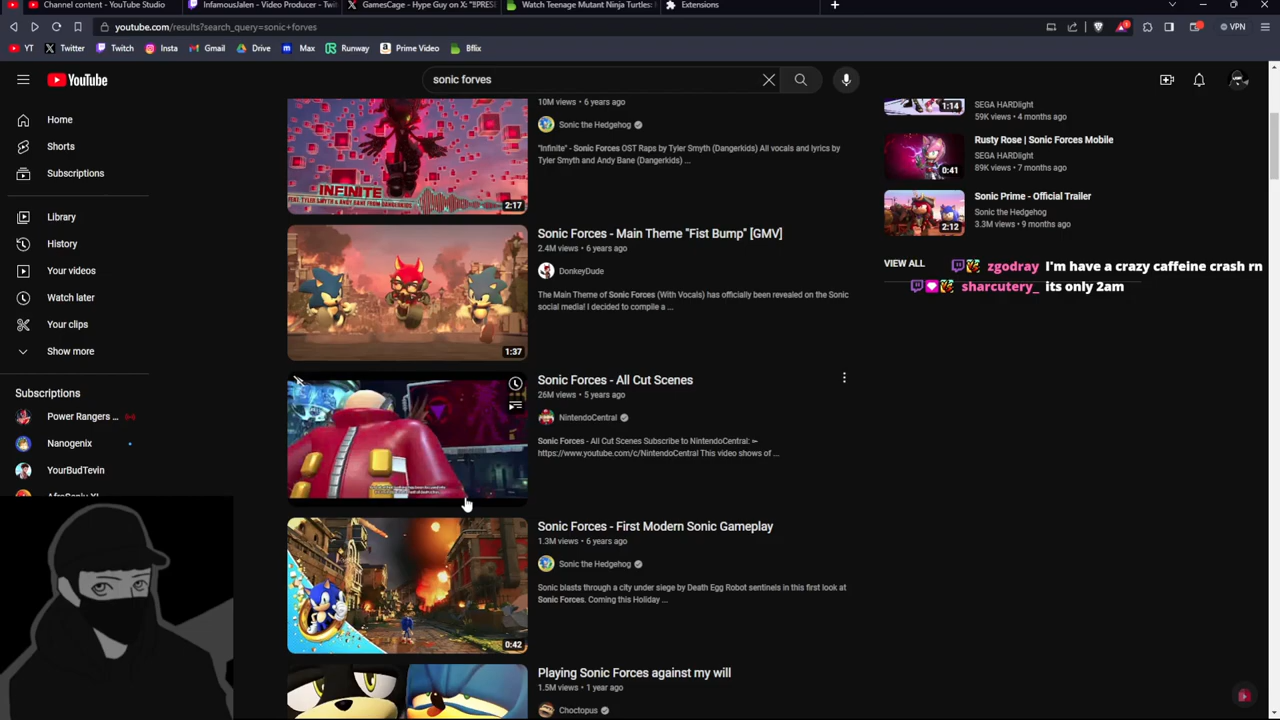 Channel content - YouTube Studio
InfamousJalen - Video Producer - Twit
GamesCage - Hype Guy on X: "8PRES
Watch Teenage Mutant Ninja Turtles:
Extensions
youtube.com/results?search_query=sonic+forves
VPN
YT
Twitter
Twitch
Insta
Gmail
Drive
Max
Runway
Prime Video
Bflix
YouTube
sonic forves
Home
Shorts
Subscriptions
Library
History
Your videos
Watch later
Your clips
Show more
Subscriptions
Power Rangers ...
Nanogenix
YourBudTevin
INFINITE
FEAT. TYLER SMYTH & ANDY BANE FROM DANGERKIDS
2:17
10M views • 6 years ago
Sonic the Hedgehog
"Infinite" - Sonic Forces OST Raps by Tyler Smyth (Dangerkids) All vocals and lyrics by
Tyler Smyth and Andy Bane (Dangerkids) ...
1:37
Sonic Forces - Main Theme "Fist Bump" [GMV]
2.4M views • 6 years ago
DonkeyDude
The Main Theme of Sonic Forces (With Vocals) has officially been revealed on the Sonic
social media! I decided to compile a ...
Sonic Forces - All Cut Scenes
26M views • 5 years ago
NintendoCentral
Sonic Forces - All Cut Scenes Subscribe to NintendoCentral: ►
https://www.youtube.com/c/NintendoCentral This video shows of ...
0:42
Sonic Forces - First Modern Sonic Gameplay
1.3M views • 6 years ago
Sonic the Hedgehog
Sonic blasts through a city under siege by Death Egg Robot sentinels in this first look at
Sonic Forces. Coming this Holiday ...
Playing Sonic Forces against my will
1.5M views • 1 year ago
Choctopus
1:14
SEGA HARDlight
59K views • 4 months ago
0:41
Rusty Rose | Sonic Forces Mobile
SEGA HARDlight
89K views • 7 months ago
2:12
Sonic Prime - Official Trailer
Sonic the Hedgehog
3.3M views • 9 months ago
VIEW ALL
zgodray I'm have a crazy caffeine crash rn
sharcutery_ its only 2am